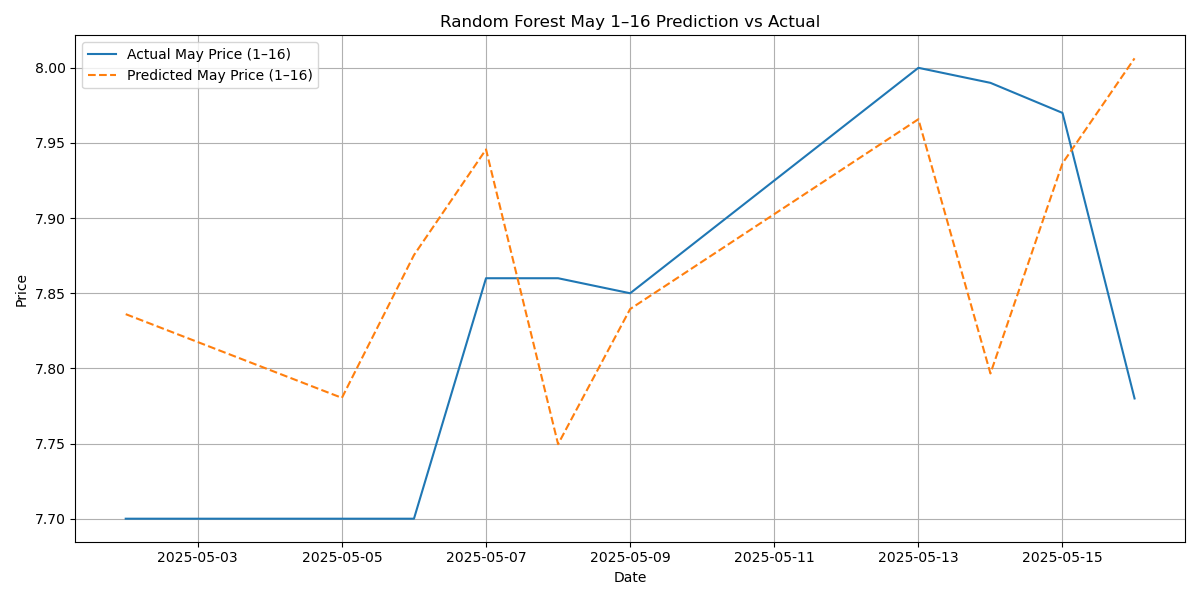 Random Forest May 1–16 Prediction vs Actual
Actual May Price (1–16)
Predicted May Price (1–16)
8.00
7.95
7.90
7.85
7.80
7.75
7.70
Price
2025-05-03 2025-05-05 2025-05-07 2025-05-09 2025-05-11 2025-05-13 2025-05-15
Date